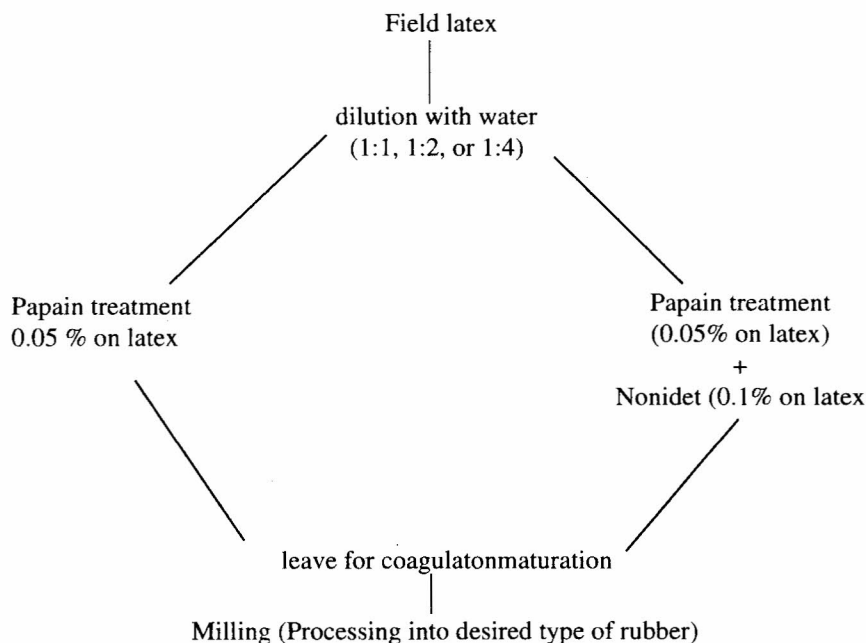 Field latex
dilution with water
(1:1, 1:2, or 1:4)
Papain treatment
0.05 % on latex
Papain treatment
(0.05% on latex)
+
Nonidet (0.1% on latex
leave for coagulatonmaturation
Milling (Processing into desired type of rubber)